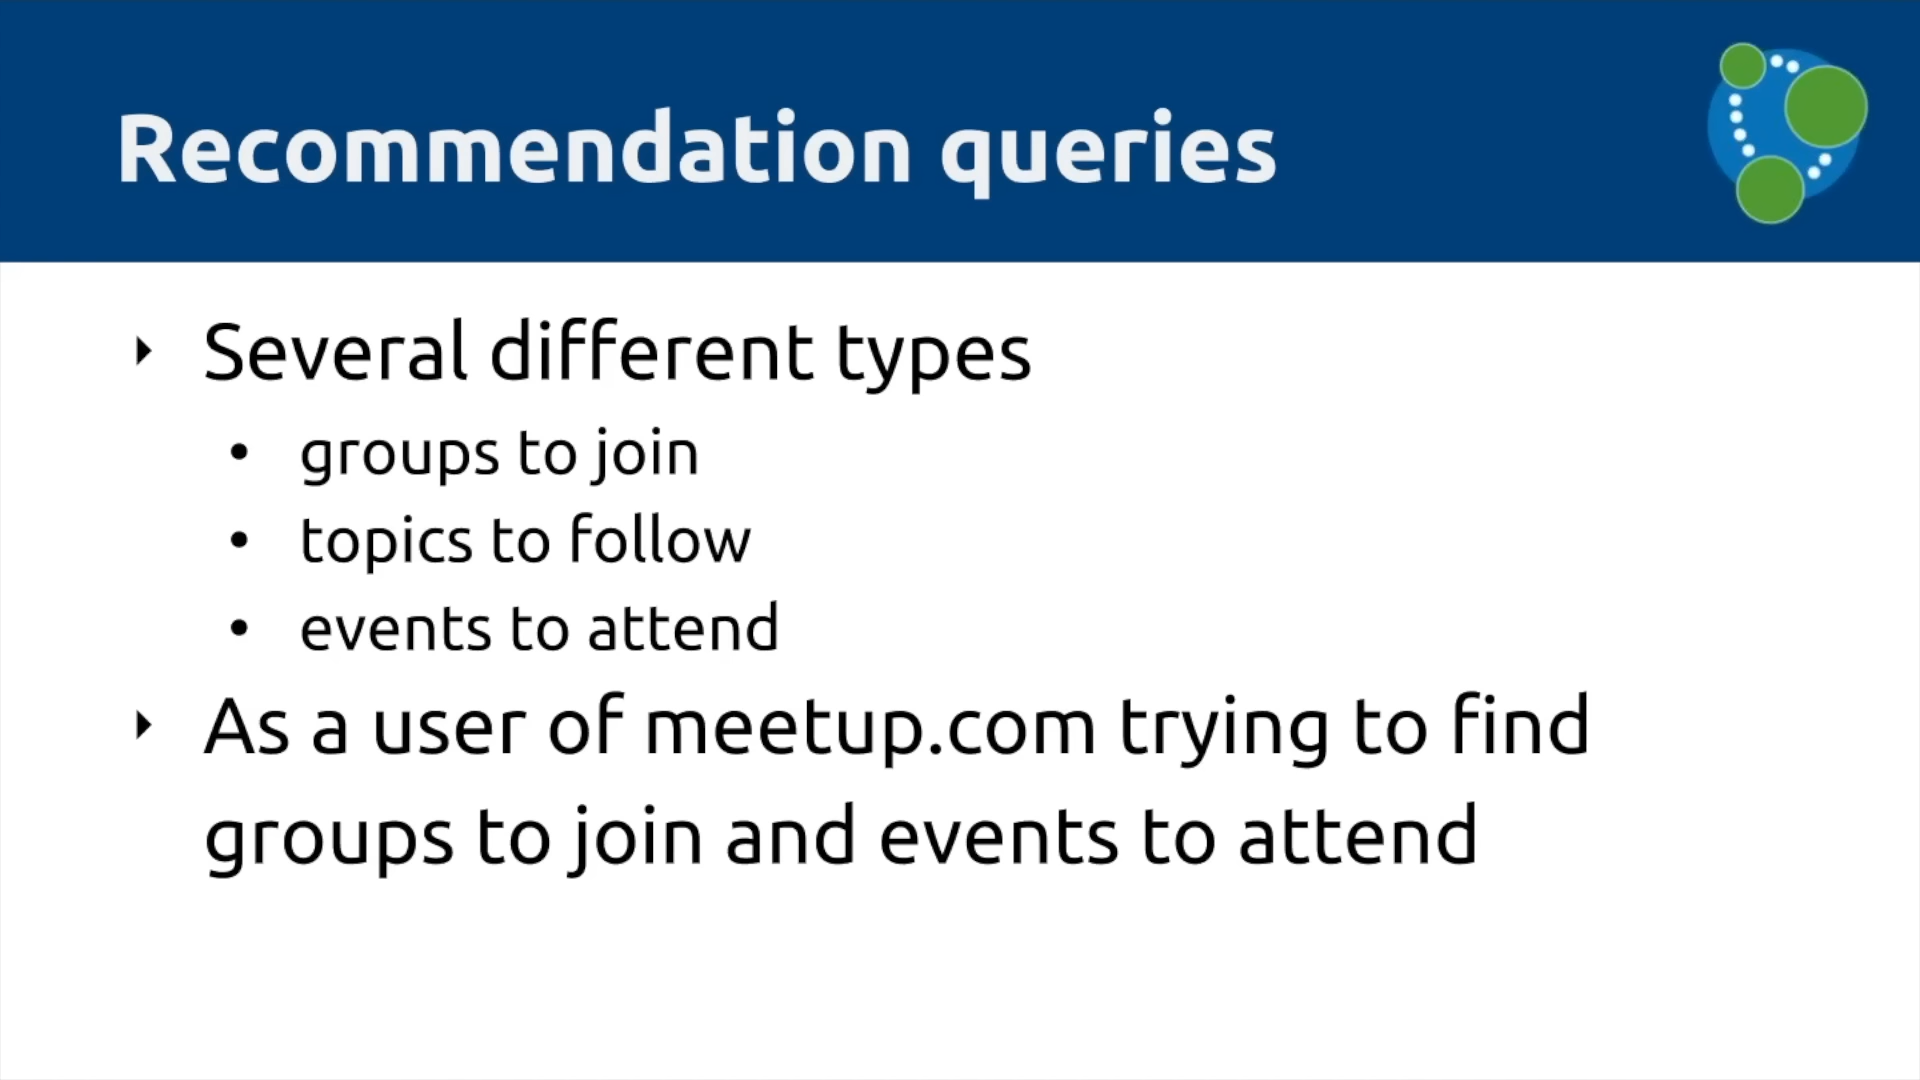 Recommendation queries
‣ Several different types
• groups to join
• topics to follow
• events to attend
‣ As a user of meetup.com trying to find
groups to join and events to attend